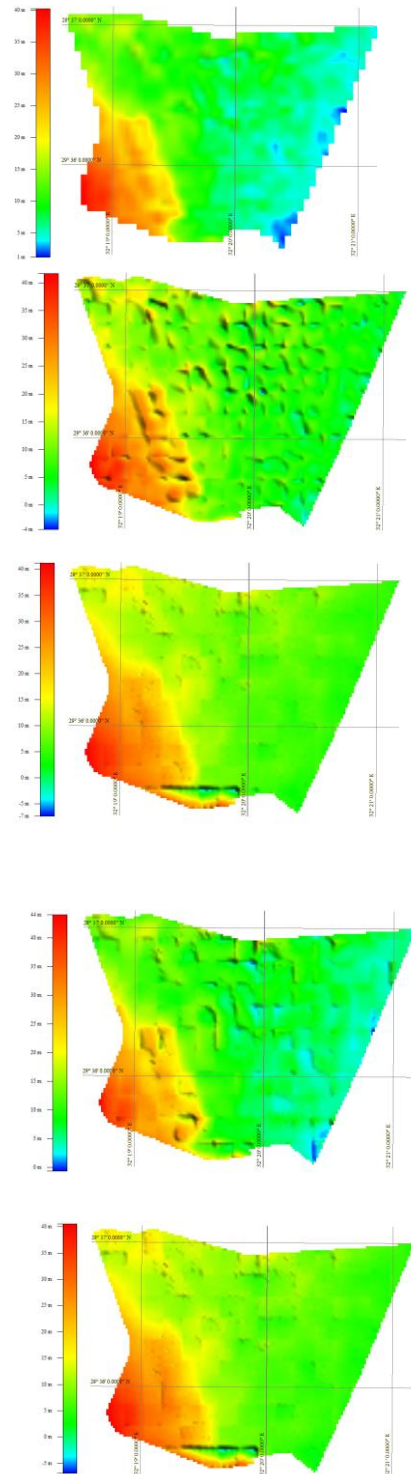 40 m
35 m
30 m
25 m
20 m
15 m
10 m
5 m
1 m
29° 37' 0.0000" N
29° 36' 0.0000" N
32° 19' 0.0000" E
32° 20' 0.0000" E
32° 21' 0.0000" E
40 m
35 m
30 m
25 m
20 m
15 m
10 m
5 m
0 m
-4 m
29° 37' 0.0000" N
29° 36' 0.0000" N
32° 19' 0.0000" E
32° 20' 0.0000" E
32° 21' 0.0000" E
40 m
35 m
30 m
25 m
20 m
15 m
10 m
5 m
0 m
-5 m
-7 m
29° 37' 0.0000" N
29° 36' 0.0000" N
32° 19' 0.0000" E
32° 20' 0.0000" E
32° 21' 0.0000" E
44 m
40 m
35 m
30 m
25 m
20 m
15 m
10 m
5 m
0 m
29° 37' 0.0000" N
29° 36' 0.0000" N
32° 19' 0.0000" E
32° 20' 0.0000" E
32° 21' 0.0000" E
40 m
35 m
30 m
25 m
20 m
15 m
10 m
5 m
0 m
-5 m
29° 37' 0.0000" N
29° 36' 0.0000" N
32° 19' 0.0000" E
32° 20' 0.0000" E
32° 21' 0.0000" E